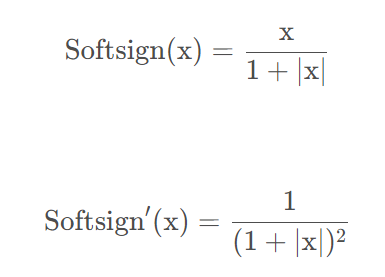 Softsign(x) = x / (1 + |x|)
Softsign′(x) = 1 / (1 + |x|)²